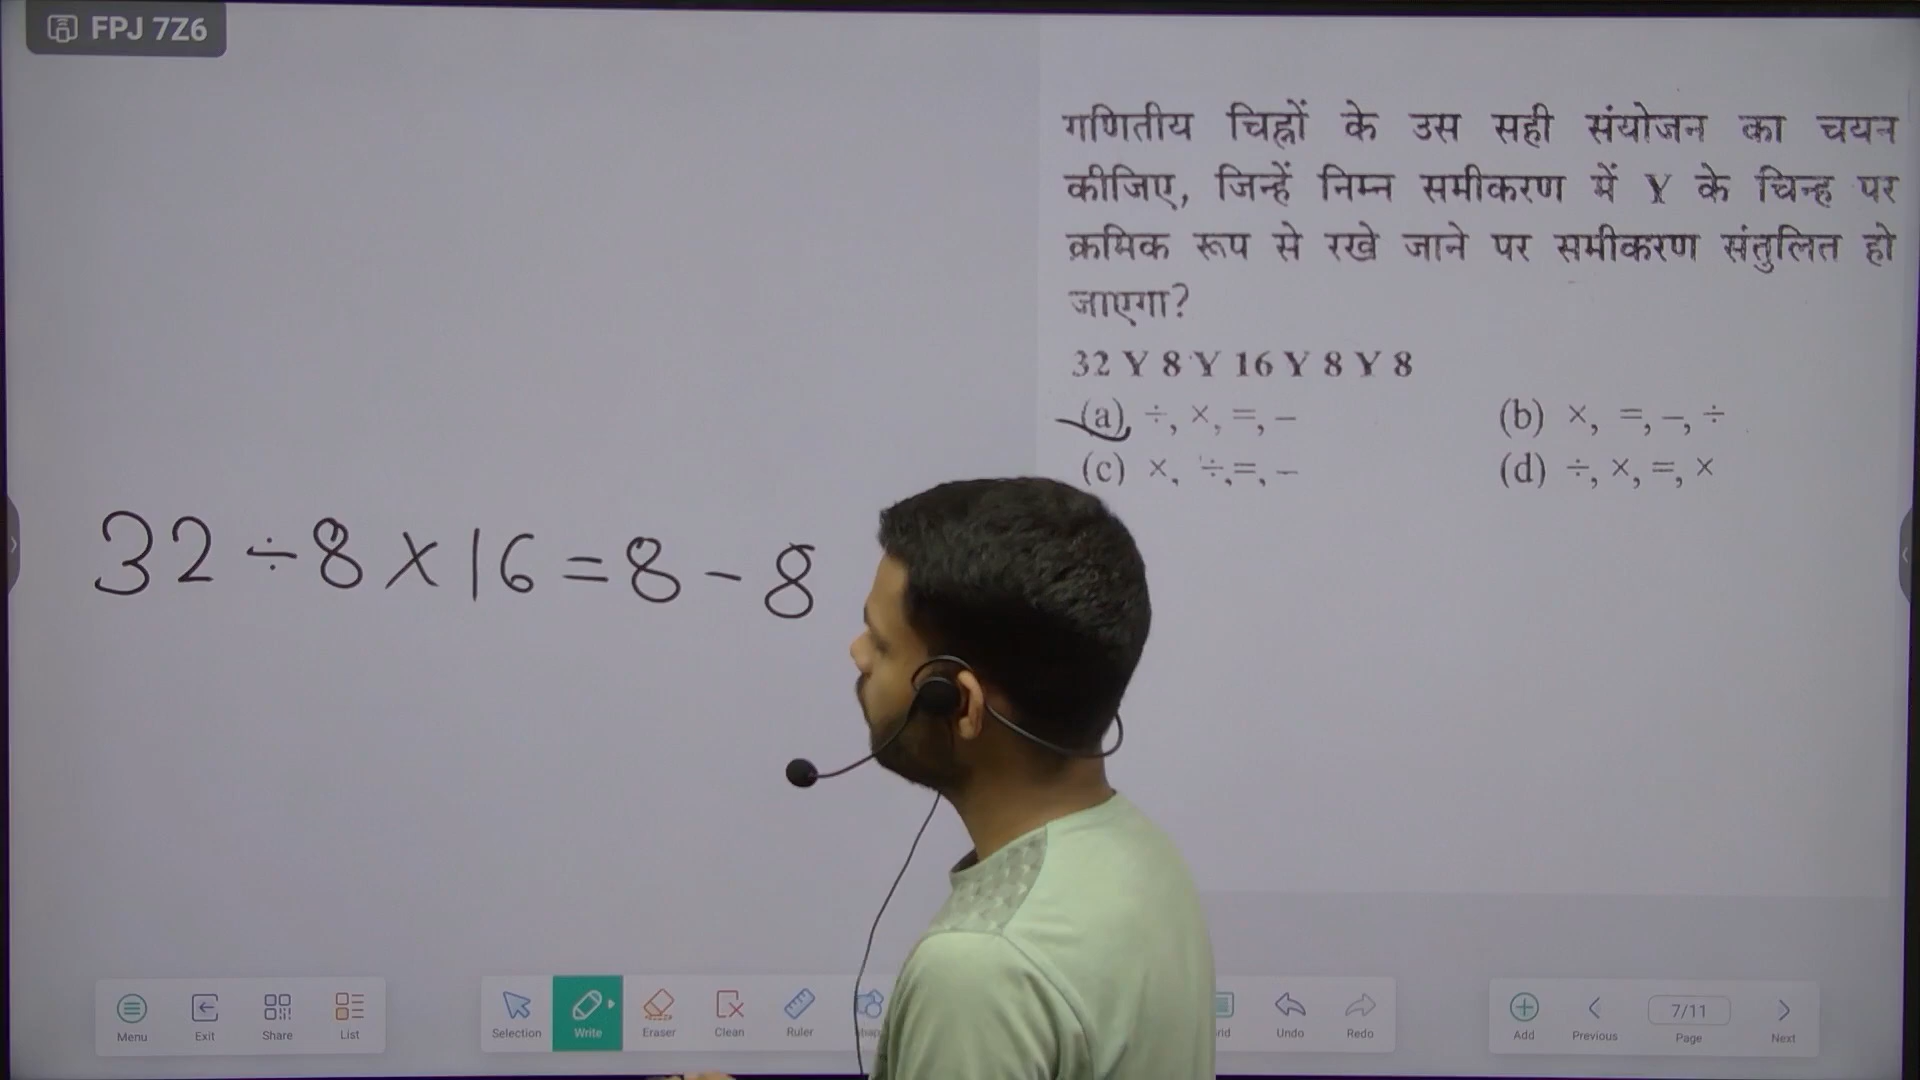 FPJ 7Z6
गणितीय चिह्नों के उस सही संयोजन का चयन
कीजिए, जिन्हें निम्न समीकरण में Y के चिन्ह पर
क्रमिक रूप से रखे जाने पर समीकरण संतुलित हो
जाएगा?
32 Y 8 Y 16 Y 8 Y 8
(a) ÷, ×, =, – (b) ×, =, –, ÷
(c) ×, ÷, =, – (d) ÷, ×, =, ×
32 ÷ 8 × 16 = 8 - 8
Menu Exit Share List Selection Write Eraser Clean Ruler Undo Redo Add Previous 7/11 Page Next